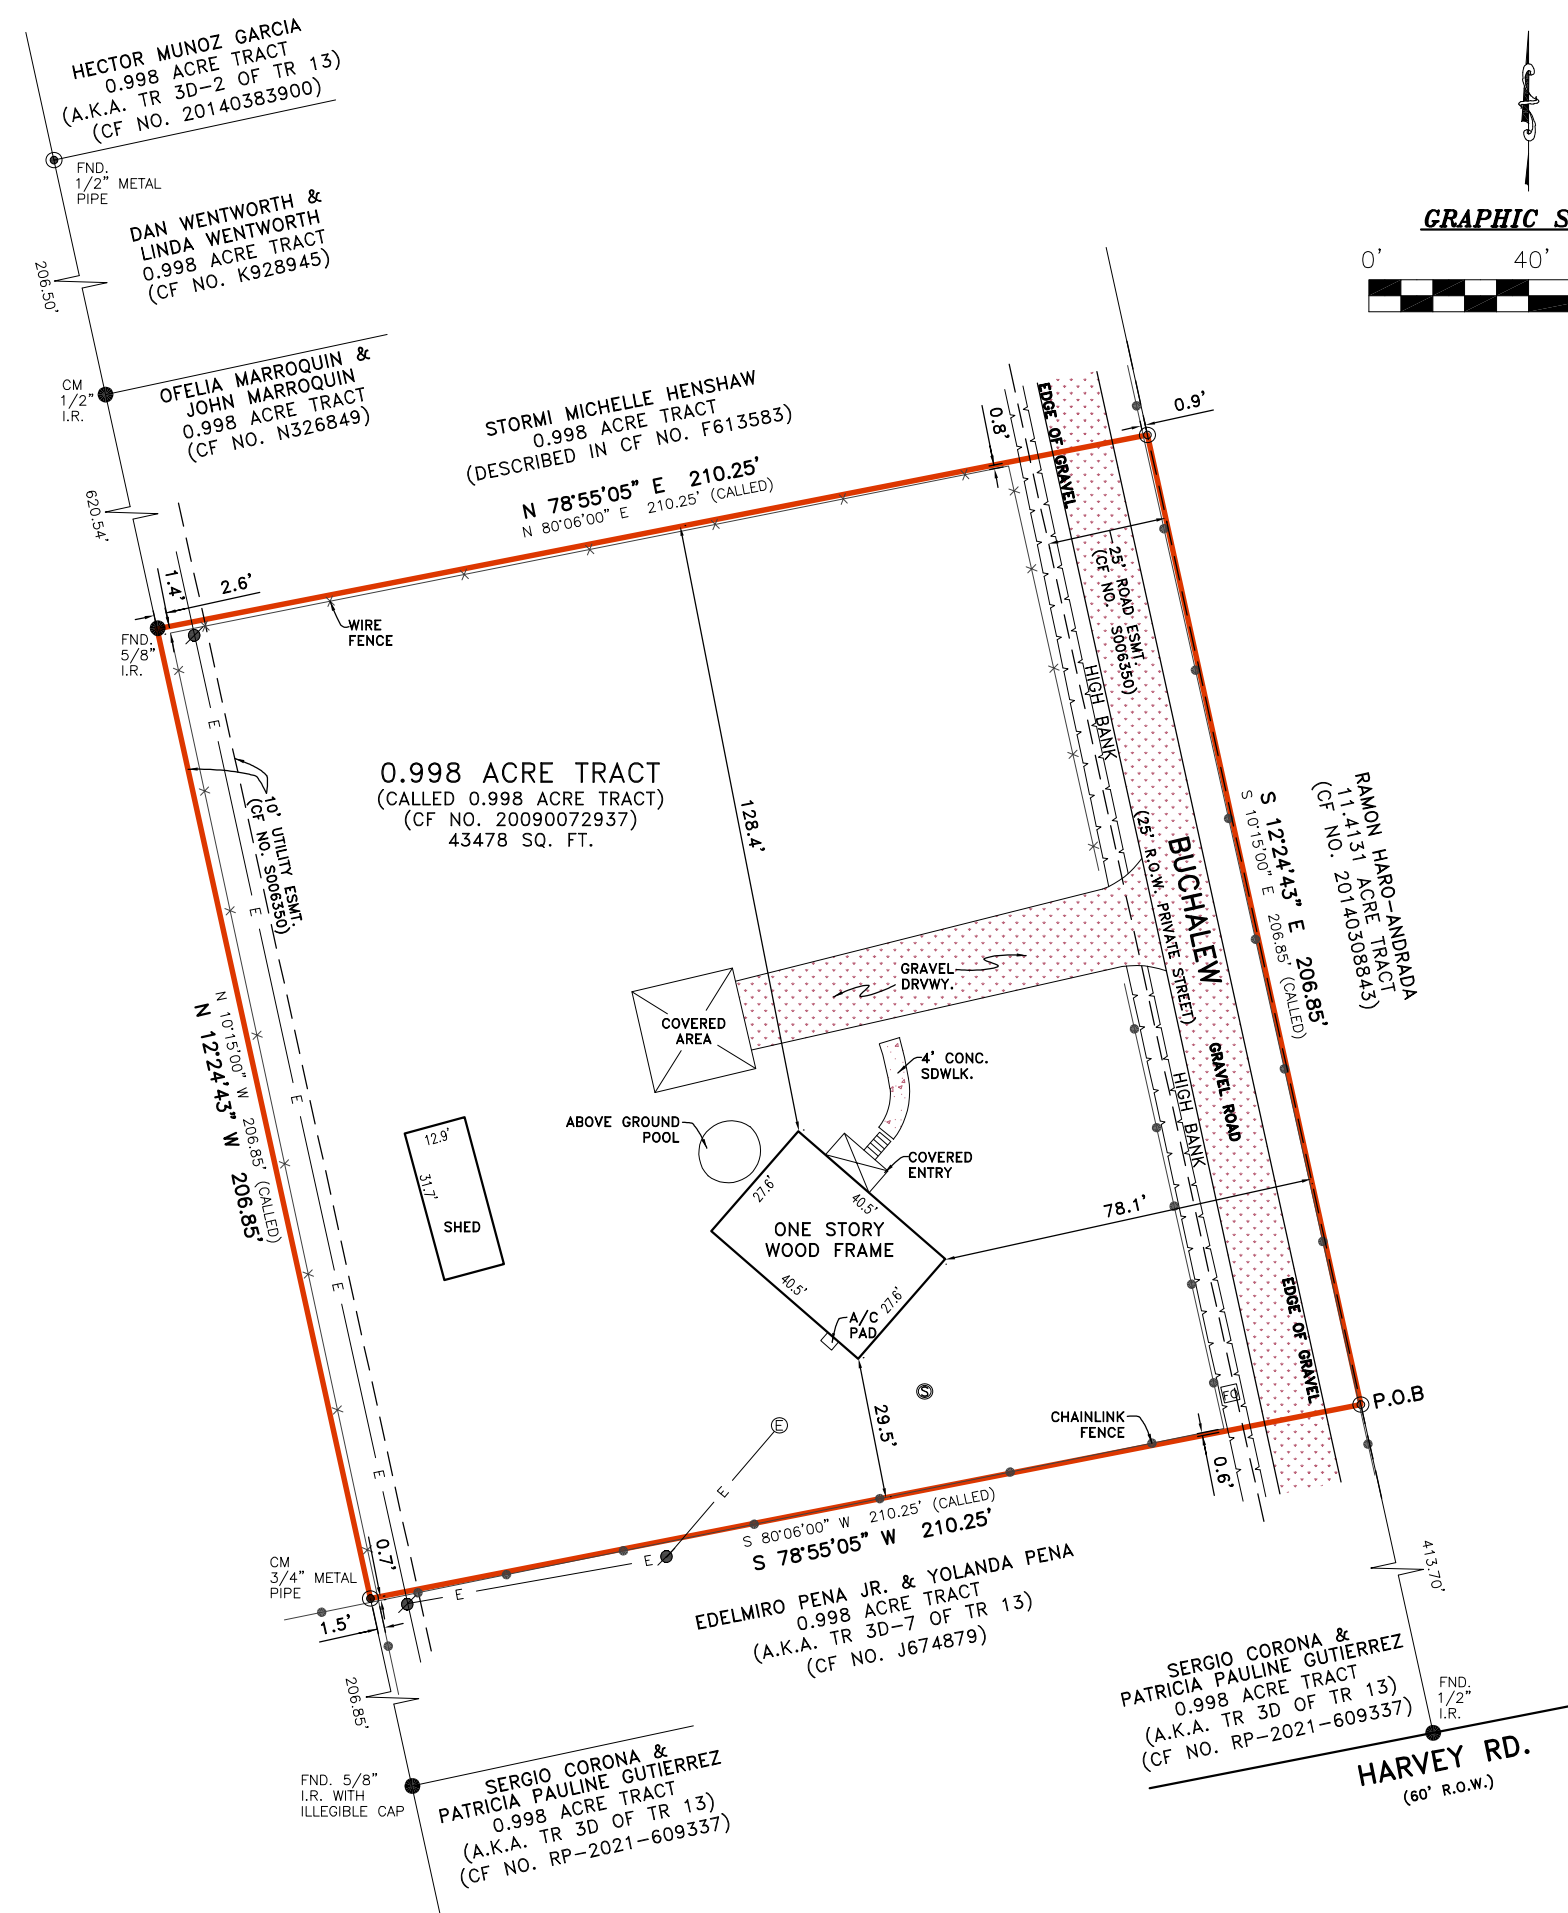 HECTOR MUNOZ GARCIA
0.998 ACRE TRACT
(A.K.A. TR 3D-2 OF TR 13)
(CF NO. 20140383900)
FND.
1/2" METAL
PIPE
DAN WENTWORTH &
LINDA WENTWORTH
0.998 ACRE TRACT
(CF NO. K928945)
206.50'
GRAPHIC S
0'
40'
CM
1/2"
I.R.
OFELIA MARROQUIN &
JOHN MARROQUIN
0.998 ACRE TRACT
(CF NO. N326849)
620.54'
STORMI MICHELLE HENSHAW
0.998 ACRE TRACT
(DESCRIBED IN CF NO. F613583)
N 78°55'05" E 210.25'
N 80°06'00" E 210.25' (CALLED)
0.8'
EDGE OF GRAVEL
0.9'
25' ROAD ESMT.
(CF NO. S006350)
1.4'
2.6'
FND.
5/8"
I.R.
WIRE
FENCE
E
HIGH BANK
0.998 ACRE TRACT
(CALLED 0.998 ACRE TRACT)
(CF NO. 20090072937)
43478 SQ. FT.
10' UTILITY ESMT.
(CF NO. S006350)
128.4'
BUCHALEW
(25' R.O.W. PRIVATE STREET)
S 12°24'43" E 206.85'
S 10°15'00" E 206.85' (CALLED)
RAMON HARO-ANDRADA
11.4131 ACRE TRACT
(CF NO. 20140308843)
E
GRAVEL
DRVWY.
N 10°15'00" W 206.85' (CALLED)
N 12°24'43" W 206.85'
COVERED
AREA
4' CONC.
SDWLK.
GRAVEL ROAD
E
ABOVE GROUND
POOL
HIGH BANK
12.9'
31.7'
SHED
COVERED
ENTRY
27.6'
40.5'
ONE STORY
WOOD FRAME
40.5'
27.6'
78.1'
E
A/C
PAD
EDGE OF GRAVEL
S
FO
P.O.B
29.5'
CHAINLINK
FENCE
0.6'
E
E
E
E
E
S 80°06'00" W 210.25' (CALLED)
S 78°55'05" W 210.25'
CM
3/4" METAL
PIPE
0.7'
1.5'
EDELMIRO PENA JR. & YOLANDA PENA
0.998 ACRE TRACT
(A.K.A. TR 3D-7 OF TR 13)
(CF NO. J674879)
413.70'
206.85'
SERGIO CORONA &
PATRICIA PAULINE GUTIERREZ
0.998 ACRE TRACT
(A.K.A. TR 3D OF TR 13)
(CF NO. RP-2021-609337)
FND.
1/2"
I.R.
HARVEY RD.
(60' R.O.W.)
FND. 5/8"
I.R. WITH
ILLEGIBLE CAP
SERGIO CORONA &
PATRICIA PAULINE GUTIERREZ
0.998 ACRE TRACT
(A.K.A. TR 3D OF TR 13)
(CF NO. RP-2021-609337)